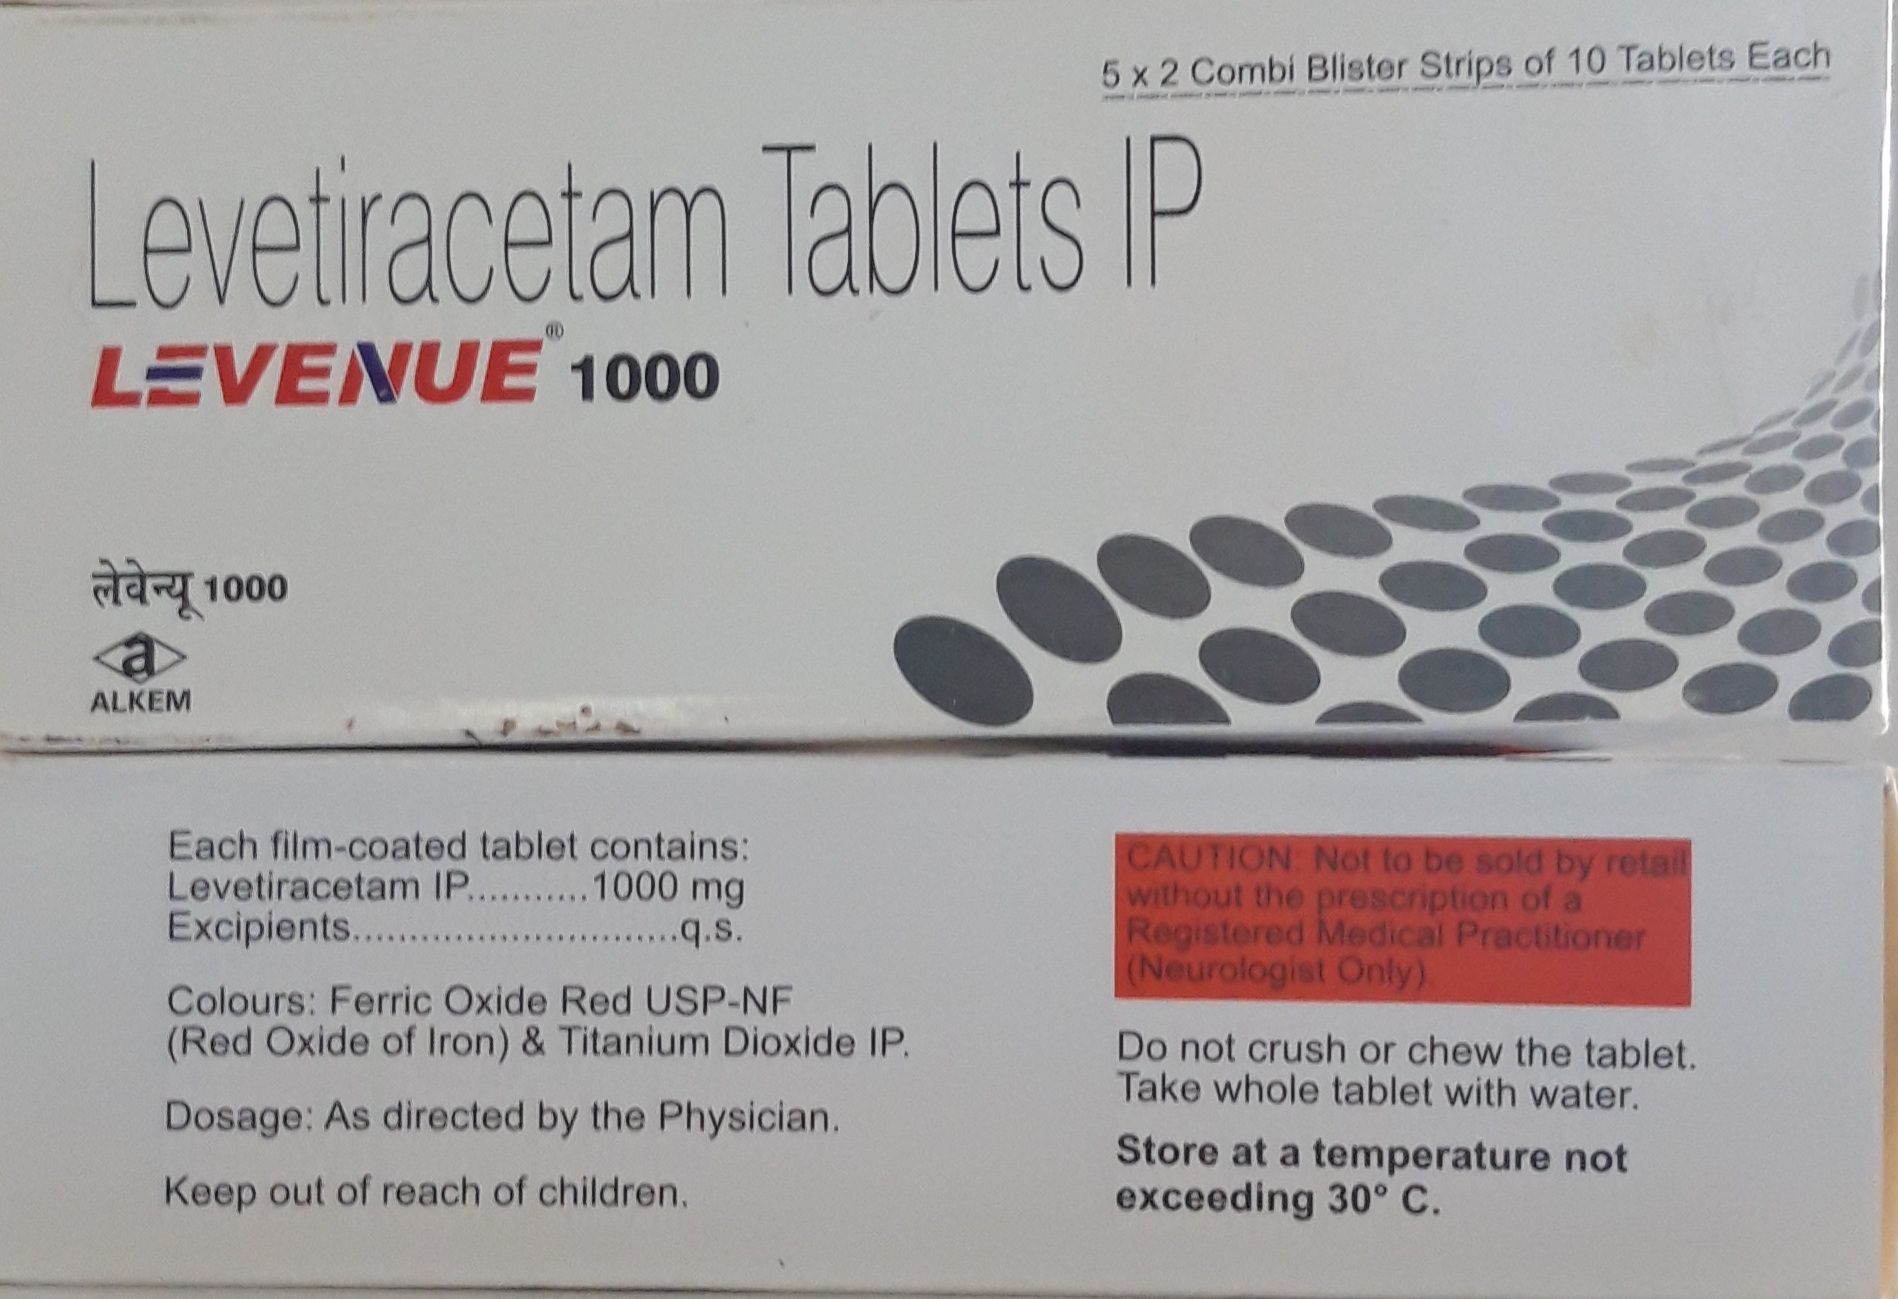 5 x 2 Combi Blister Strips of 10 Tablets Each
Levetiracetam Tablets IP
LEVENUE® 1000
लेवेन्यू 1000
a
ALKEM
Each film-coated tablet contains:
Levetiracetam IP...........1000 mg
Excipients.............................q.s.
Colours: Ferric Oxide Red USP-NF
(Red Oxide of Iron) & Titanium Dioxide IP.
Dosage: As directed by the Physician.
Keep out of reach of children.
CAUTION: Not to be sold by retail
without the prescription of a
Registered Medical Practitioner
(Neurologist Only).
Do not crush or chew the tablet.
Take whole tablet with water.
Store at a temperature not
exceeding 30° C.